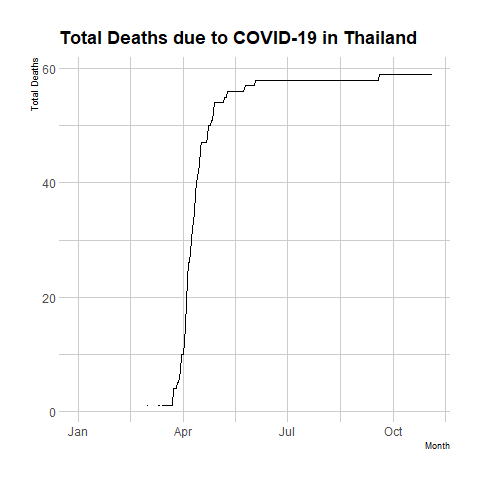 Total Deaths due to COVID-19 in Thailand
Total Deaths
60
40
20
0
Jan Apr Jul Oct
Month